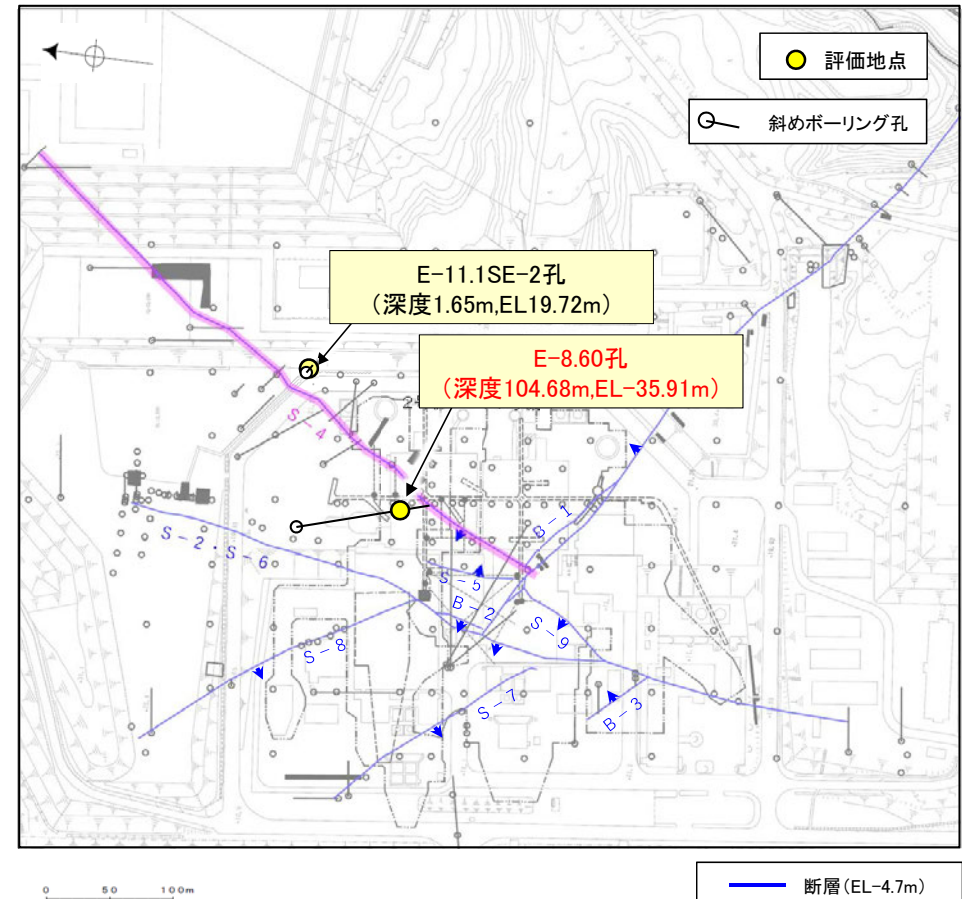 評価地点
斜めボーリング孔
E-11.1SE-2孔
(深度1.65m,EL19.72m)
E-8.60孔
(深度104.68m,EL-35.91m)
S-4
B-1
S-2・S-6
S-5
B-2
S-9
S-8
S-7
B-3
0 50 100m
断層(EL-4.7m)